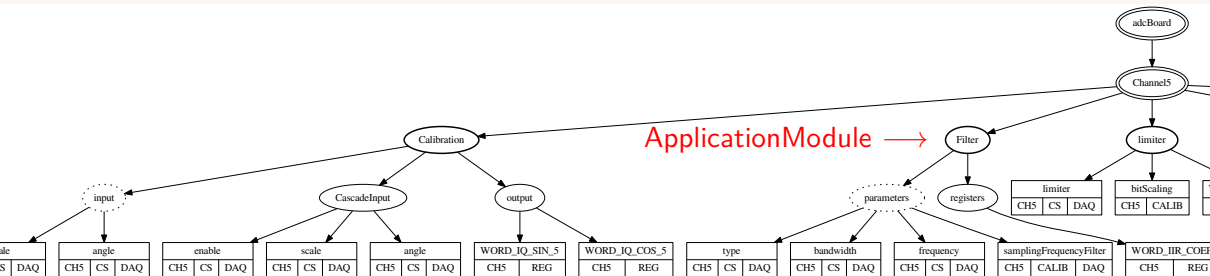 adcBoard
Channel5
Calibration
ApplicationModule → Filter
limiter
input
CascadeInput
output
parameters
registers
limiter
CH5 CS DAQ
bitScaling
CH5 CALIB
angle
CH5 CS DAQ
enable
CH5 CS DAQ
scale
CH5 CS DAQ
angle
CH5 CS DAQ
WORD_IQ_SIN_5
CH5 REG
WORD_IQ_COS_5
CH5 REG
type
CH5 CS DAQ
bandwidth
CH5 CS DAQ
frequency
CH5 CS DAQ
samplingFrequencyFilter
CH5 CALIB DAQ
CH5 REG